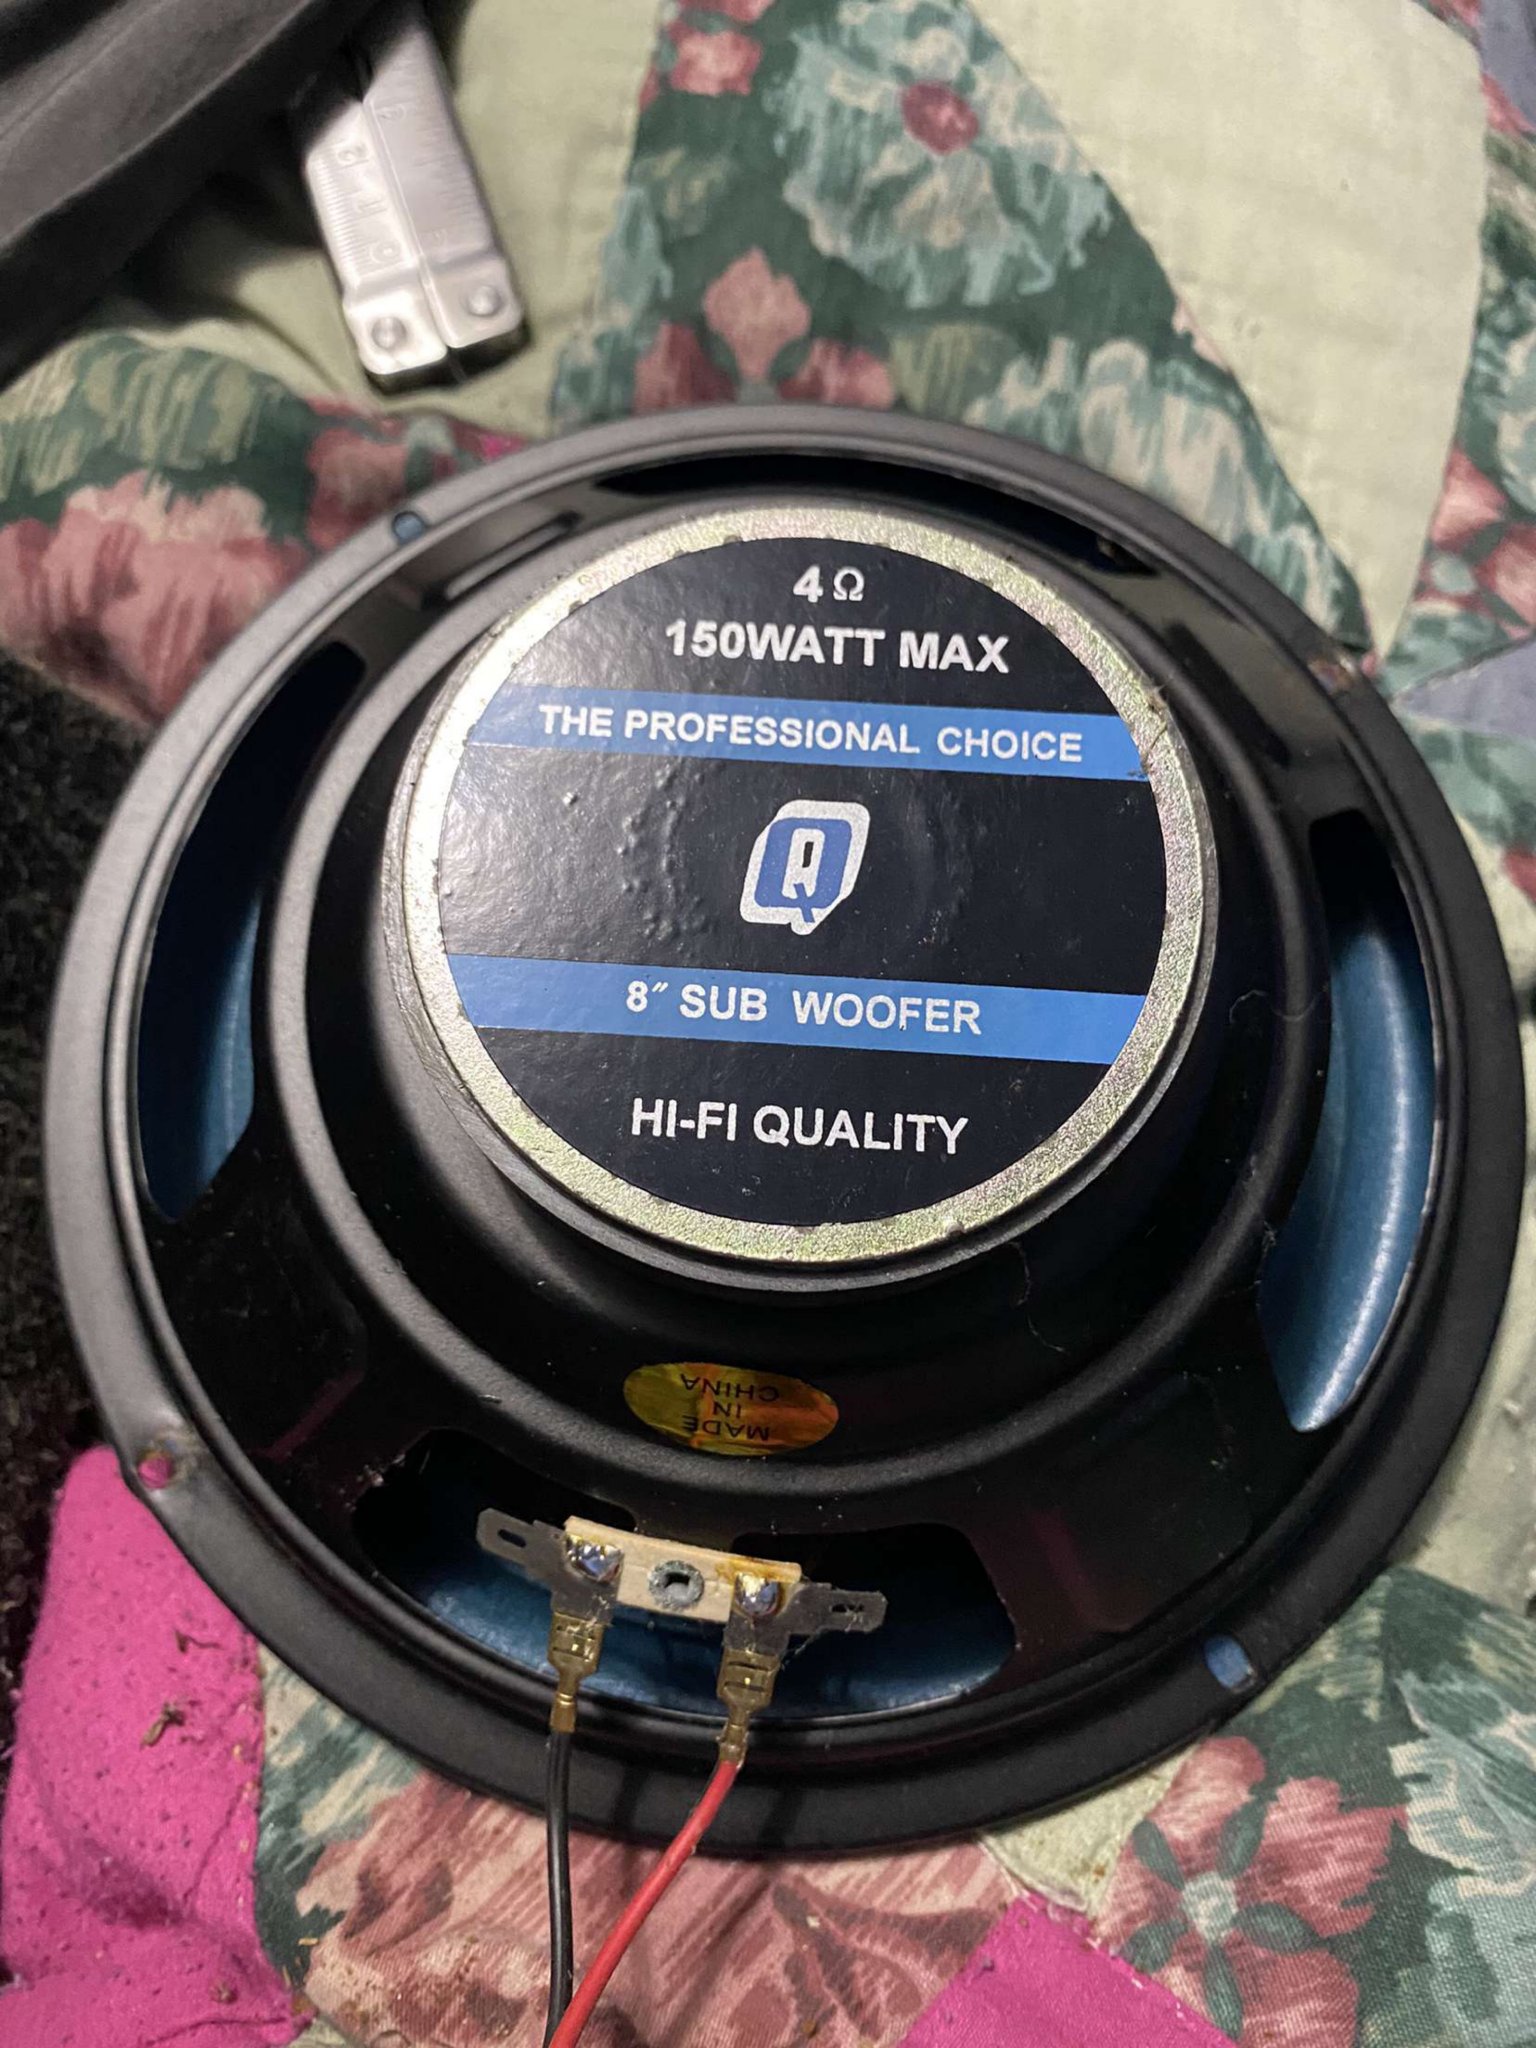 4Ω
150WATT MAX
THE PROFESSIONAL CHOICE
Q
8″ SUB WOOFER
HI-FI QUALITY
MADE
IN
CHINA